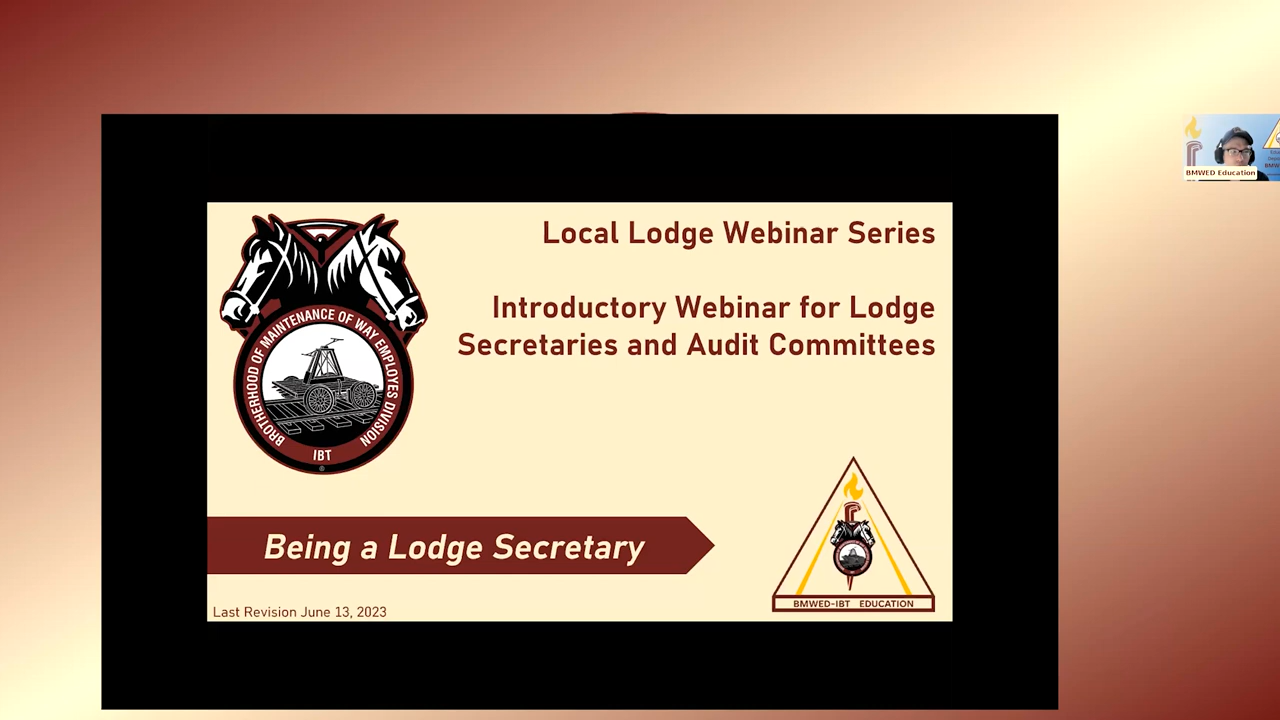 Local Lodge Webinar Series
Introductory Webinar for Lodge
Secretaries and Audit Committees
BROTHERHOOD OF MAINTENANCE OF WAY EMPLOYES DIVISION
IBT
®
Being a Lodge Secretary
BMWED-IBT EDUCATION
Last Revision June 13, 2023
BMWED Education